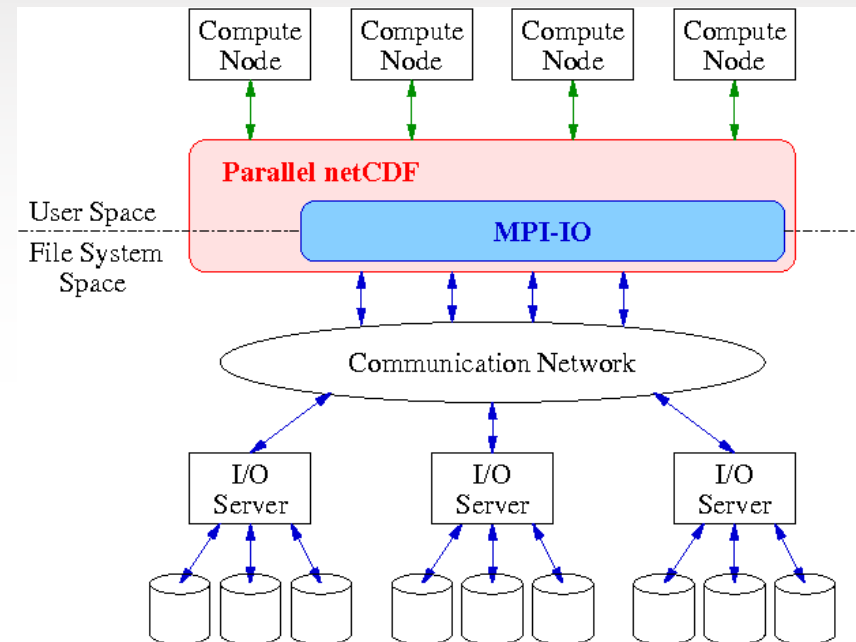 Compute
Node
Compute
Node
Compute
Node
Compute
Node
Parallel netCDF
User Space
MPI-IO
File System
Space
Communication Network
I/O
Server
I/O
Server
I/O
Server